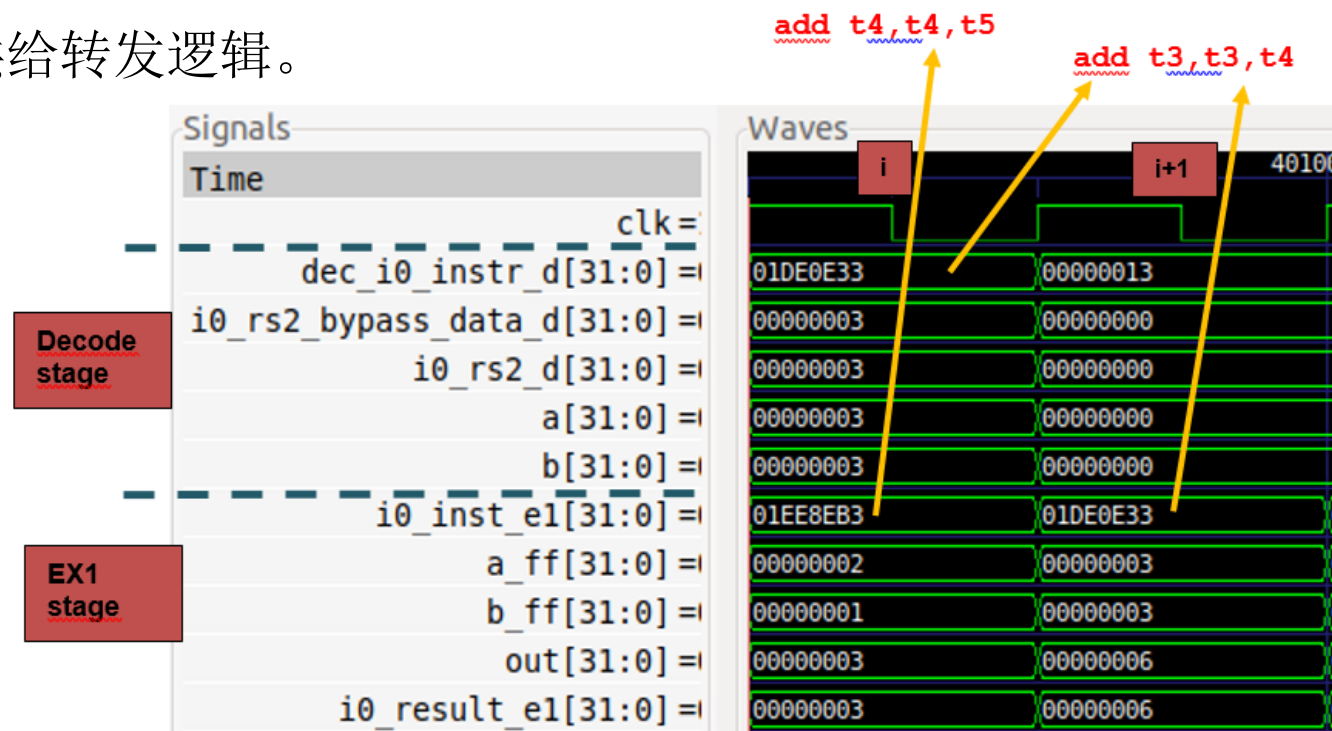 add t4,t4,t5
给转发逻辑。
add t3,t3,t4
Signals
Waves
Time
i
i+1
4010
clk =
dec_i0_instr_d[31:0] =
01DE0E33
00000013
Decode
stage
i0_rs2_bypass_data_d[31:0] =
00000003
00000000
i0_rs2_d[31:0] =
00000003
00000000
a[31:0] =
00000003
00000000
b[31:0] =
00000003
00000000
EX1
stage
i0_inst_e1[31:0] =
01EE8EB3
01DE0E33
a_ff[31:0] =
00000002
00000003
b_ff[31:0] =
00000001
00000003
out[31:0] =
00000003
00000006
i0_result_e1[31:0] =
00000003
00000006